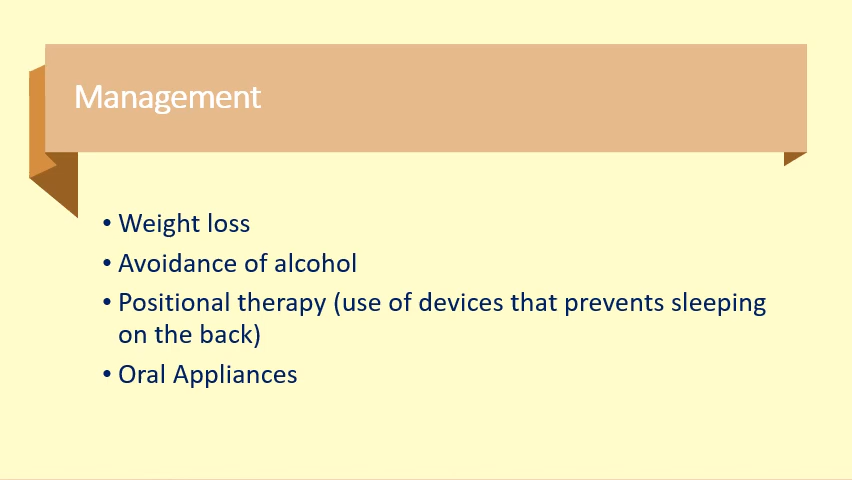 Management
• Weight loss
• Avoidance of alcohol
• Positional therapy (use of devices that prevents sleeping
on the back)
• Oral Appliances